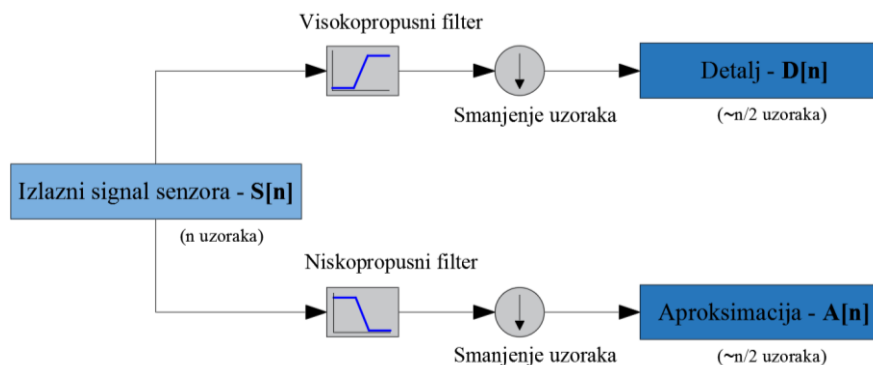 Visokopropusni filter
Smanjenje uzoraka
Detalj - D[n]
(~n/2 uzoraka)
Izlazni signal senzora - S[n]
(n uzoraka)
Niskopropusni filter
Smanjenje uzoraka
Aproksimacija - A[n]
(~n/2 uzoraka)